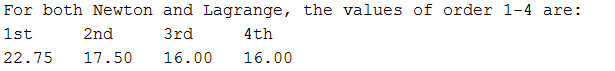 For both Newton and Lagrange, the values of order 1-4 are:
1st 2nd 3rd 4th
22.75 17.50 16.00 16.00